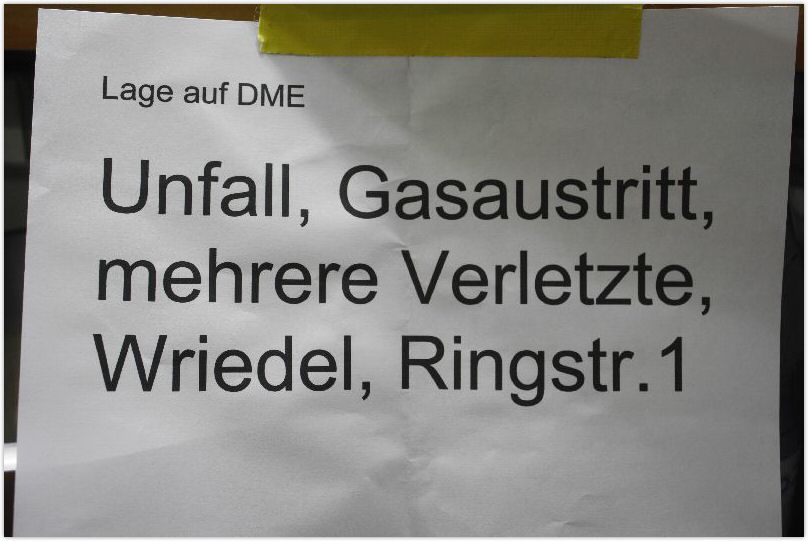 Lage auf DME
Unfall, Gasaustritt,
mehrere Verletzte,
Wriedel, Ringstr.1